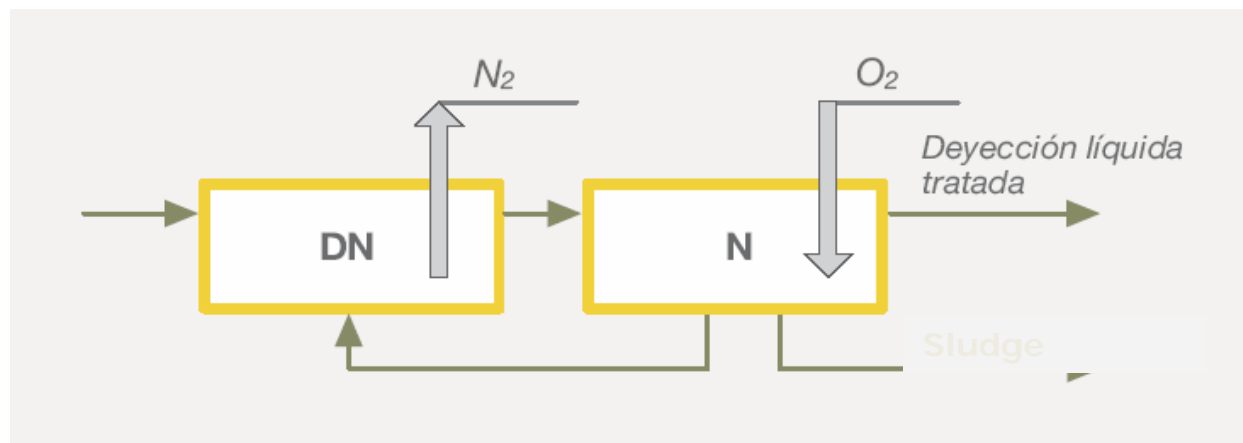 N₂
O₂
Deyección líquida
tratada
DN
N
Sludge